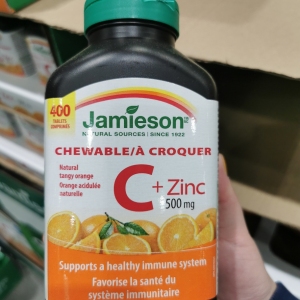 400
TABLETS
COMPRIMÉS
Jamieson
NATURAL SOURCES | SINCE 1922
CHEWABLE/À CROQUER
Natural
tangy orange
Orange acidulée
naturelle
C + Zinc
500 mg
Supports a healthy immune system
Favorise la santé du
système immunitaire